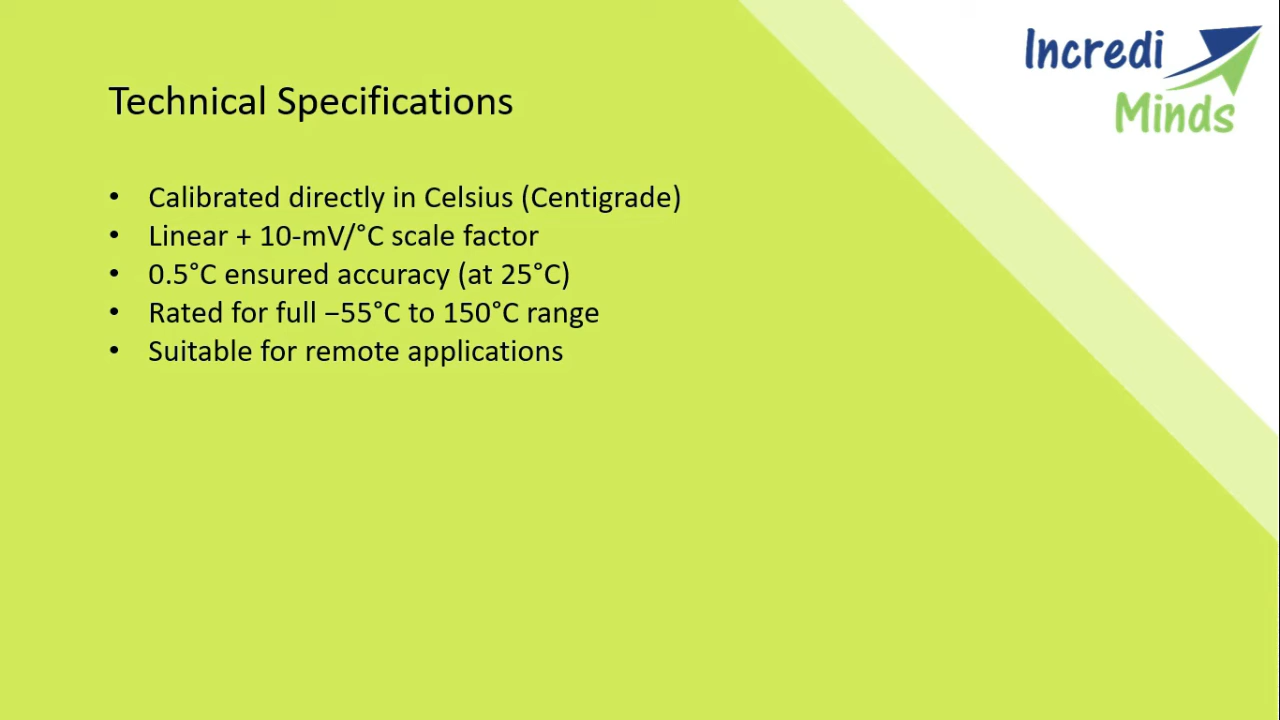 Incredi
Minds
Technical Specifications
• Calibrated directly in Celsius (Centigrade)
• Linear + 10-mV/°C scale factor
• 0.5°C ensured accuracy (at 25°C)
• Rated for full −55°C to 150°C range
• Suitable for remote applications